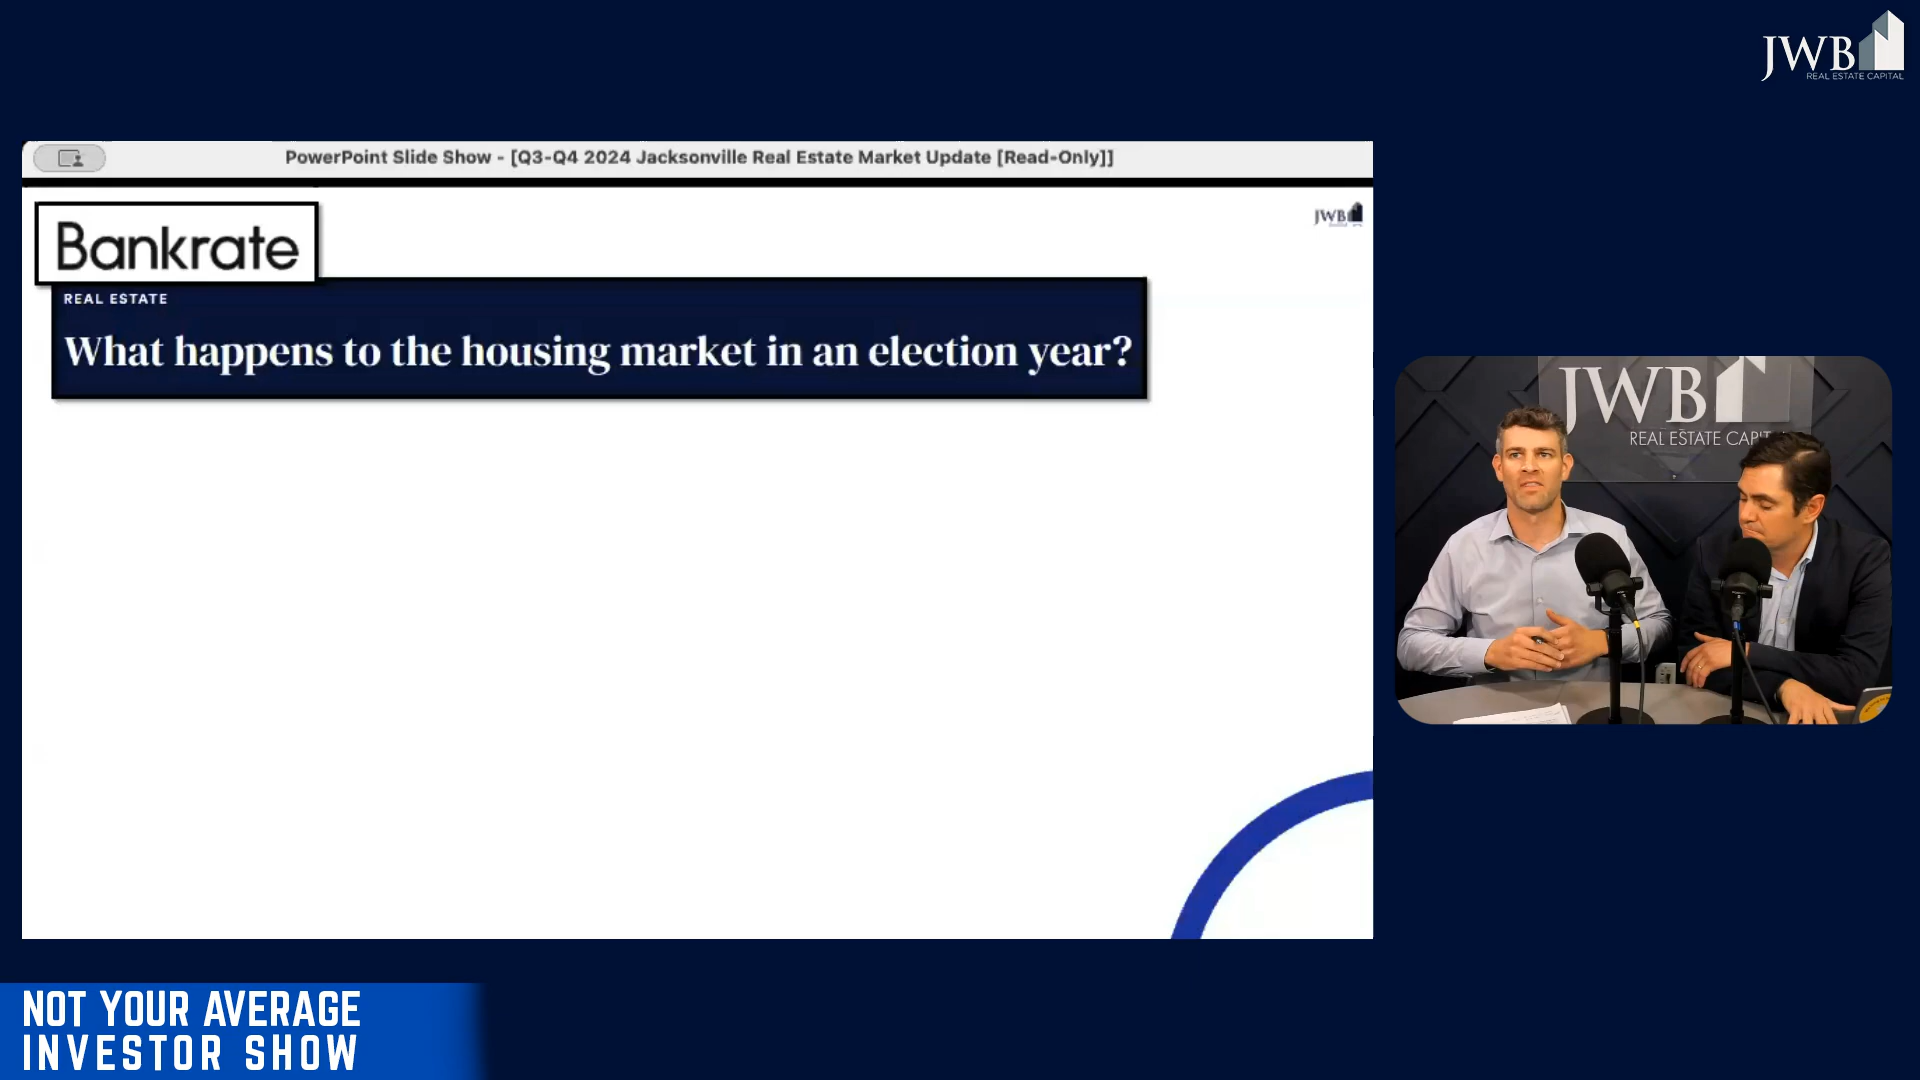 JWB
REAL ESTATE CAPITAL
PowerPoint Slide Show - [Q3-Q4 2024 Jacksonville Real Estate Market Update [Read-Only]]
Bankrate
JWB
REAL ESTATE
What happens to the housing market in an election year?
JWB
REAL ESTATE CAPIT
NOT YOUR AVERAGE
INVESTOR SHOW